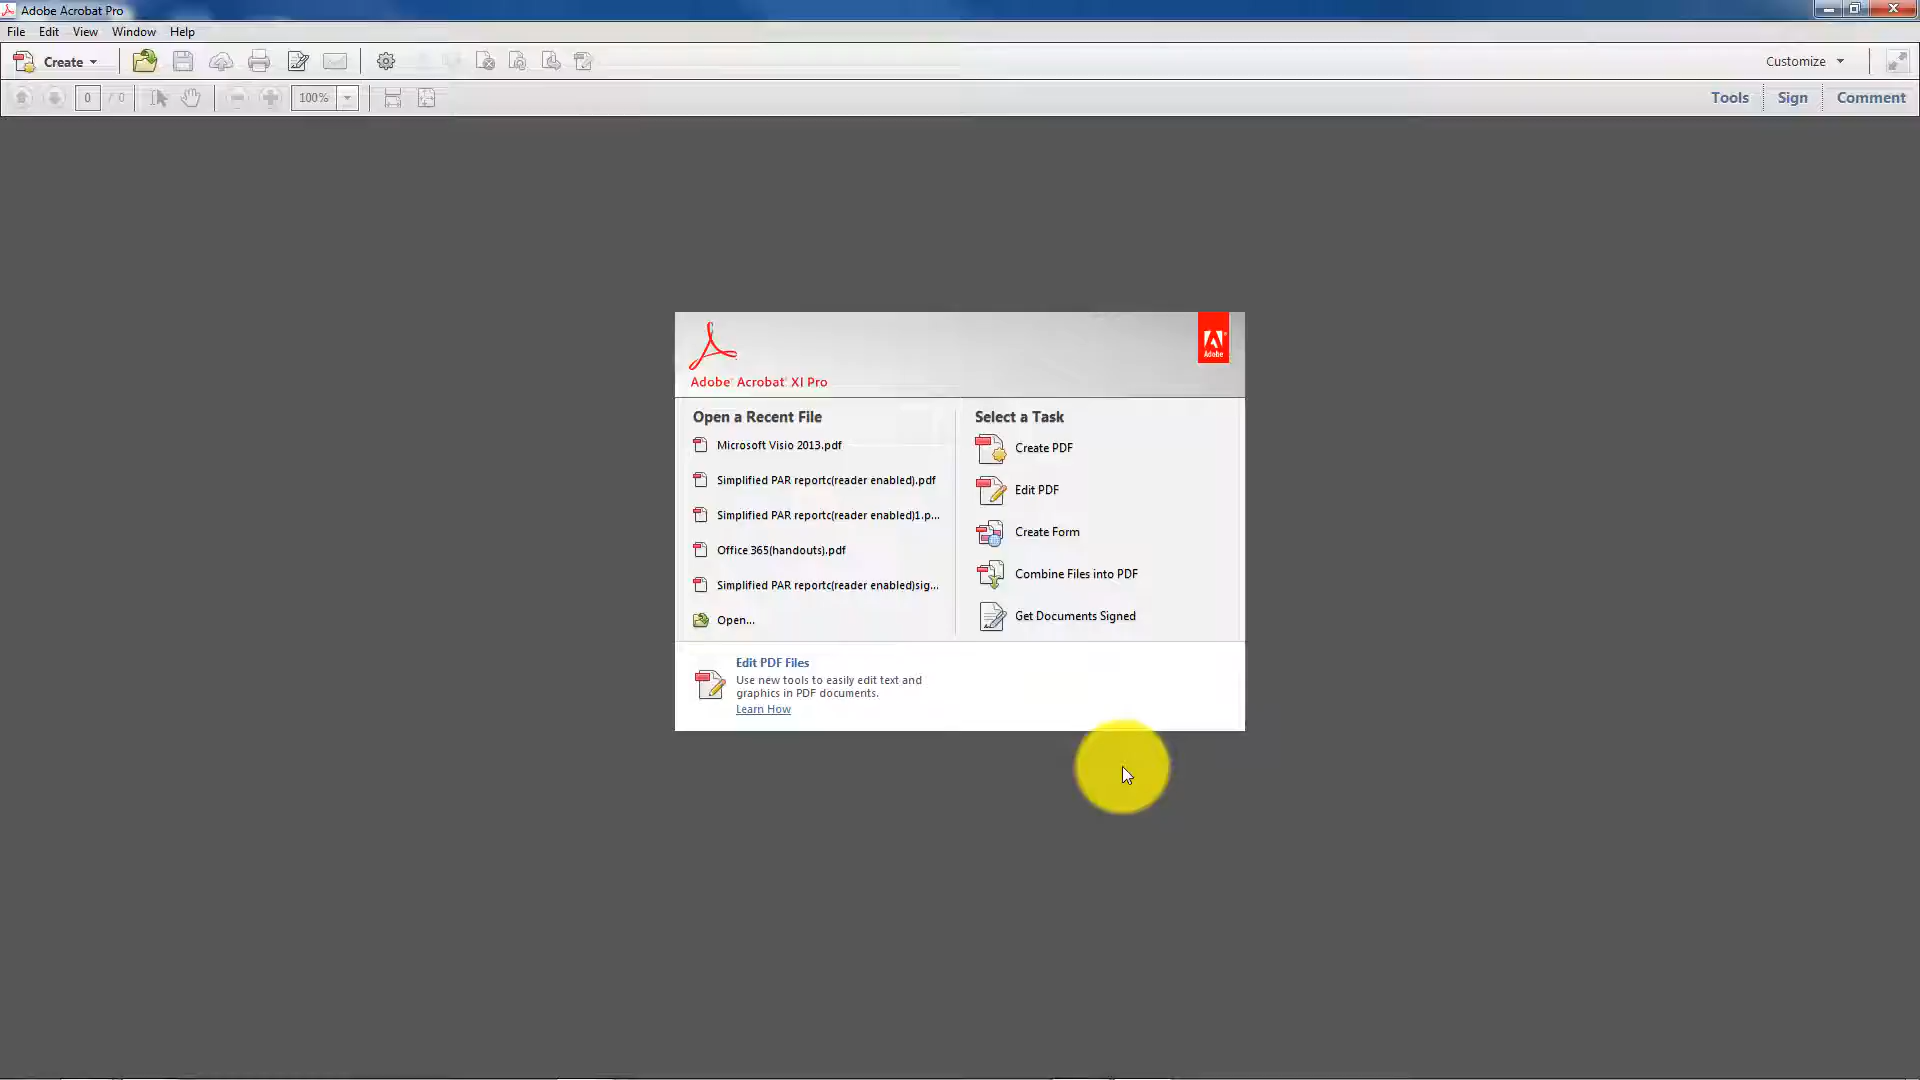 Adobe Acrobat Pro
File Edit View Window Help
Create Customize
0 / 0 100% Tools Sign Comment
Adobe
Adobe® Acrobat® XI Pro
Open a Recent File
Microsoft Visio 2013.pdf
Simplified PAR reportc(reader enabled).pdf
Simplified PAR reportc(reader enabled)1.p...
Office 365(handouts).pdf
Simplified PAR reportc(reader enabled)sig...
Open...
Select a Task
Create PDF
Edit PDF
Create Form
Combine Files into PDF
Get Documents Signed
Edit PDF Files
Use new tools to easily edit text and
graphics in PDF documents.
Learn How